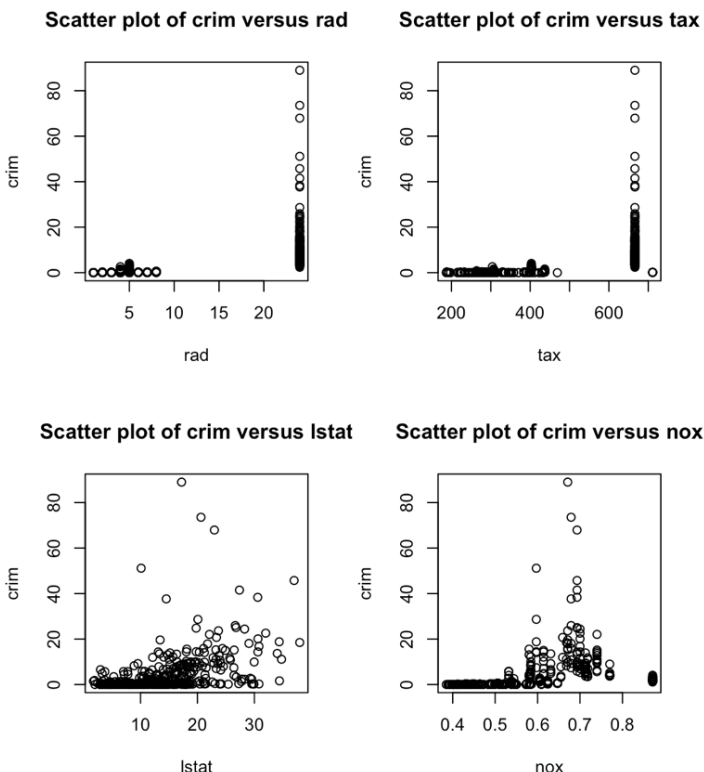 Scatter plot of crim versus rad
Scatter plot of crim versus tax
crim
0 20 40 60 80
5 10 15 20
rad
crim
0 20 40 60 80
200 400 600
tax
Scatter plot of crim versus lstat
Scatter plot of crim versus nox
crim
0 20 40 60 80
10 20 30
lstat
crim
0 20 40 60 80
0.4 0.5 0.6 0.7 0.8
nox